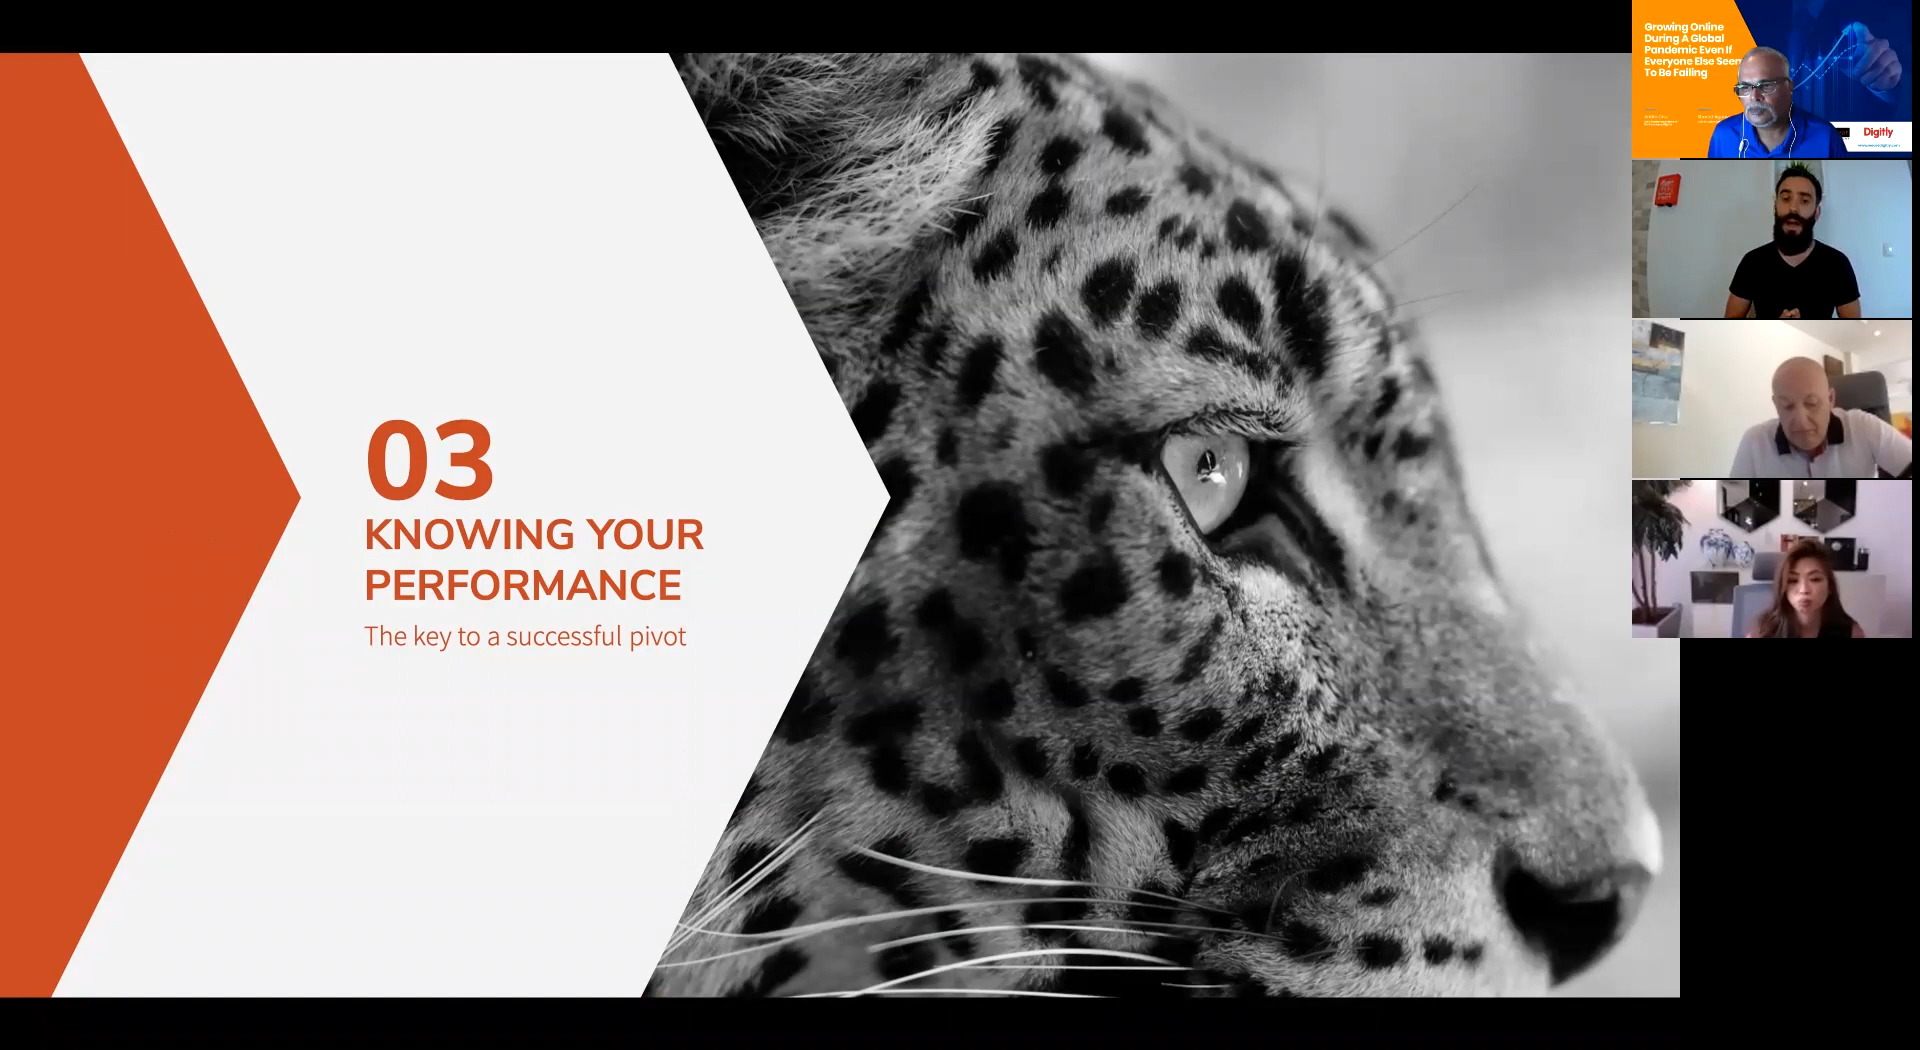 03
KNOWING YOUR
PERFORMANCE
The key to a successful pivot
Growing Online
During A Global
Pandemic Even If
Everyone Else Seem
To Be Failing
Digitly